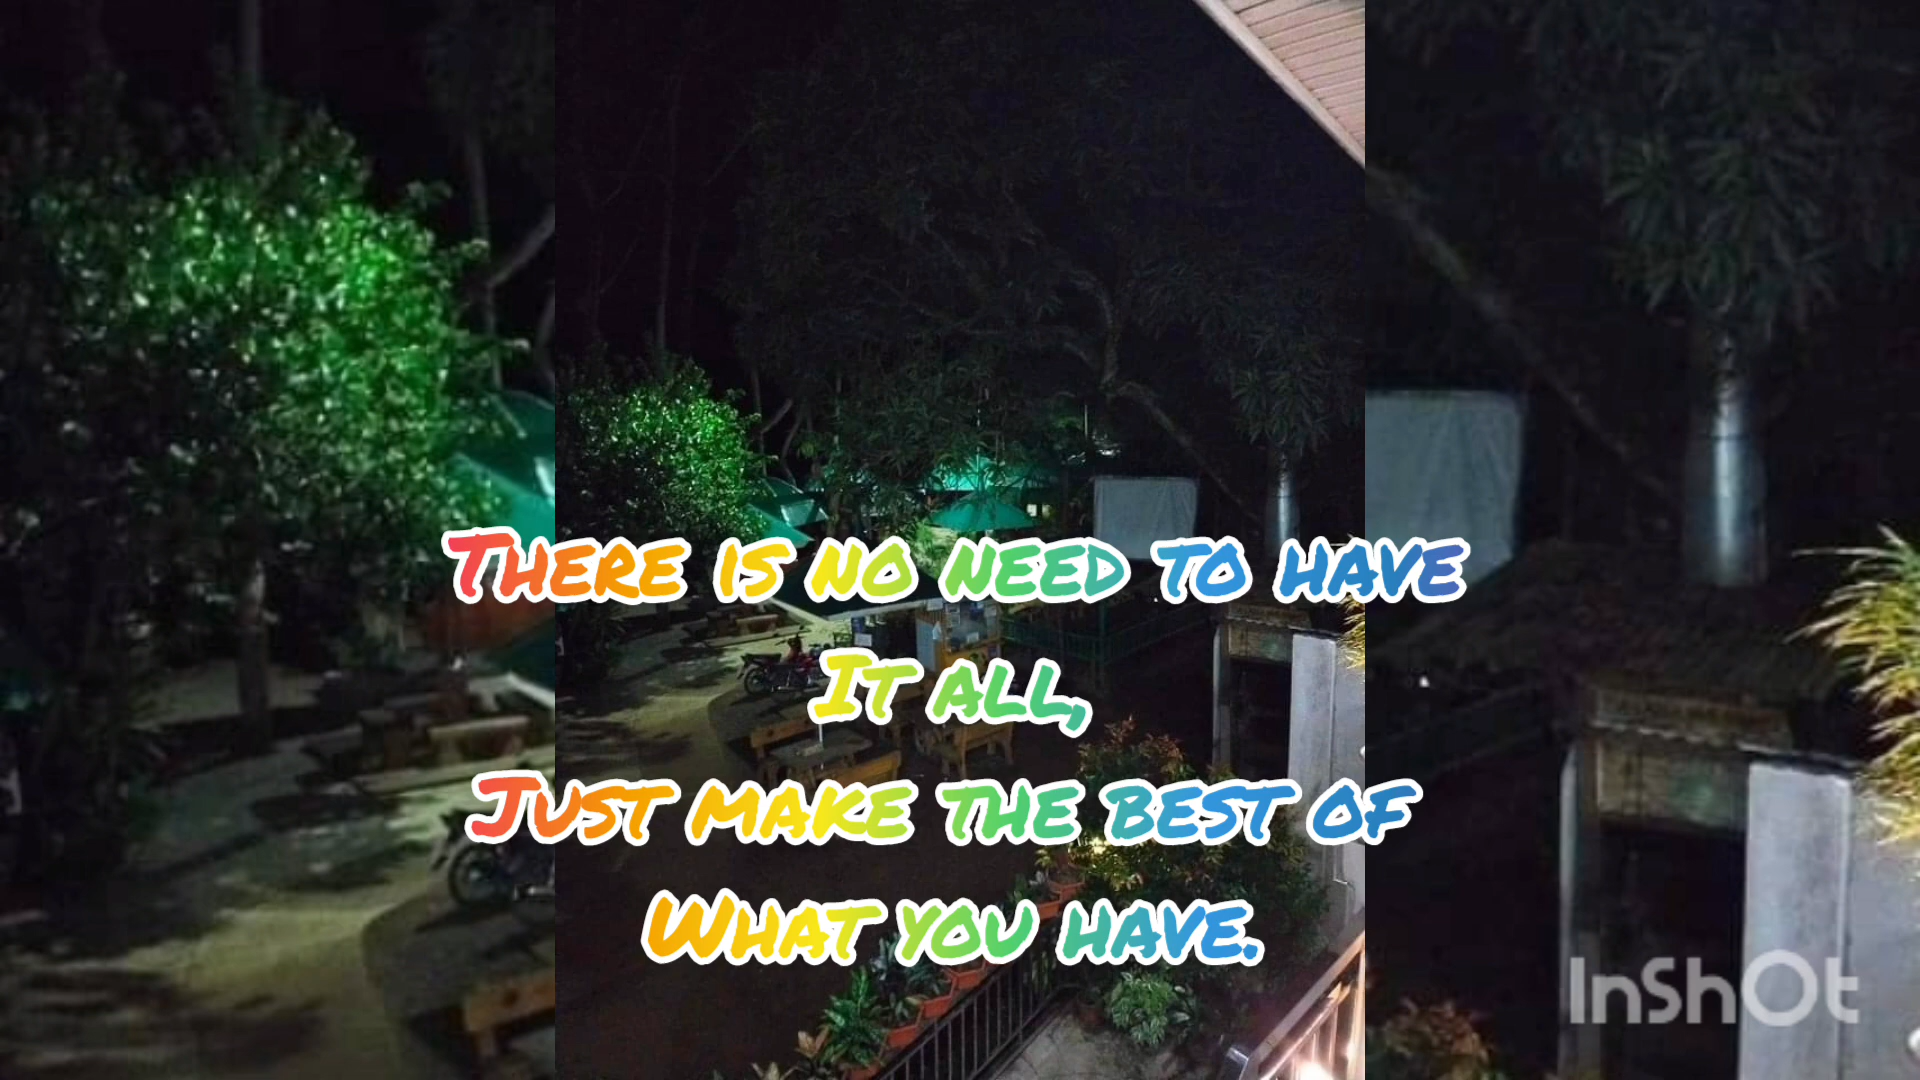 There is no need to have
It all,
Just make the best of
What you have.
InShOt